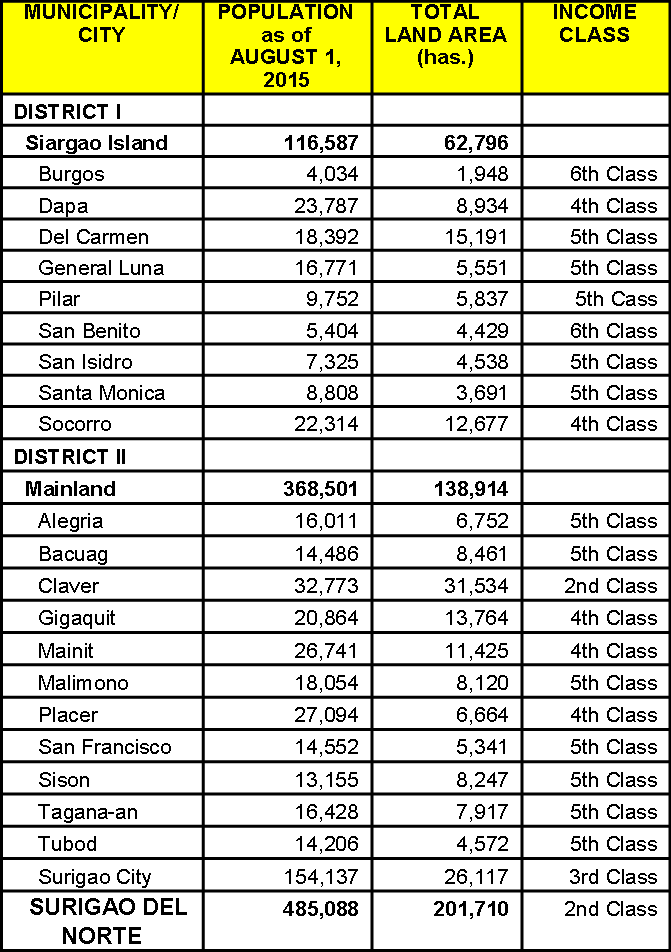 MUNICIPALITY/ CITY POPULATION as of AUGUST 1, 2015 TOTAL LAND AREA (has.) INCOME CLASS
DISTRICT I
Siargao Island 116,587 62,796
Burgos 4,034 1,948 6th Class
Dapa 23,787 8,934 4th Class
Del Carmen 18,392 15,191 5th Class
General Luna 16,771 5,551 5th Class
Pilar 9,752 5,837 5th Cass
San Benito 5,404 4,429 6th Class
San Isidro 7,325 4,538 5th Class
Santa Monica 8,808 3,691 5th Class
Socorro 22,314 12,677 4th Class
DISTRICT II
Mainland 368,501 138,914
Alegria 16,011 6,752 5th Class
Bacuag 14,486 8,461 5th Class
Claver 32,773 31,534 2nd Class
Gigaquit 20,864 13,764 4th Class
Mainit 26,741 11,425 4th Class
Malimono 18,054 8,120 5th Class
Placer 27,094 6,664 4th Class
San Francisco 14,552 5,341 5th Class
Sison 13,155 8,247 5th Class
Tagana-an 16,428 7,917 5th Class
Tubod 14,206 4,572 5th Class
Surigao City 154,137 26,117 3rd Class
SURIGAO DEL NORTE 485,088 201,710 2nd Class